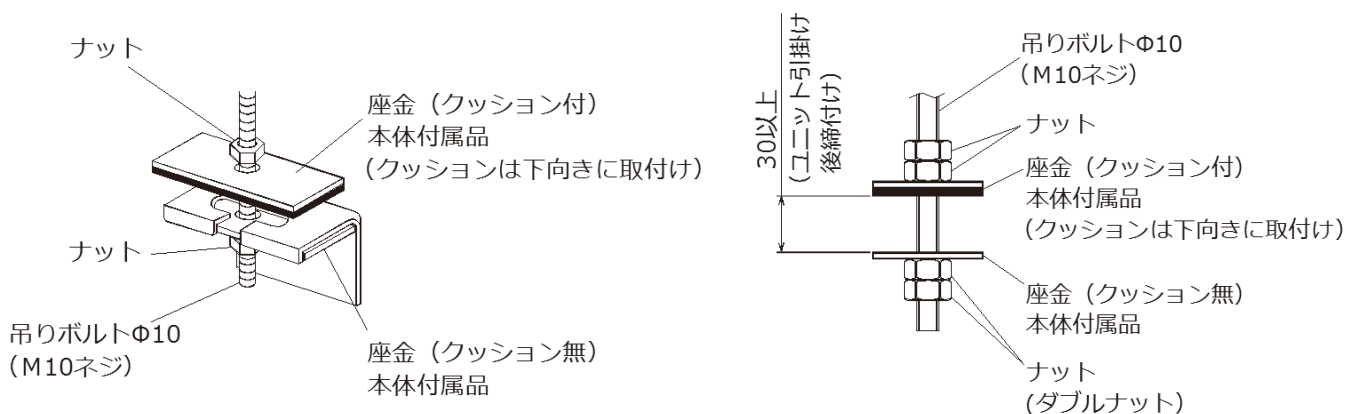 ナット
座金（クッション付）
本体付属品
（クッションは下向きに取付け）
ナット
吊りボルトΦ10
（M10ネジ）
座金（クッション無）
本体付属品
30以上
(ユニット引掛け
後締付け)
吊りボルトΦ10
（M10ネジ）
ナット
座金（クッション付）
本体付属品
（クッションは下向きに取付け）
座金（クッション無）
本体付属品
ナット
(ダブルナット)